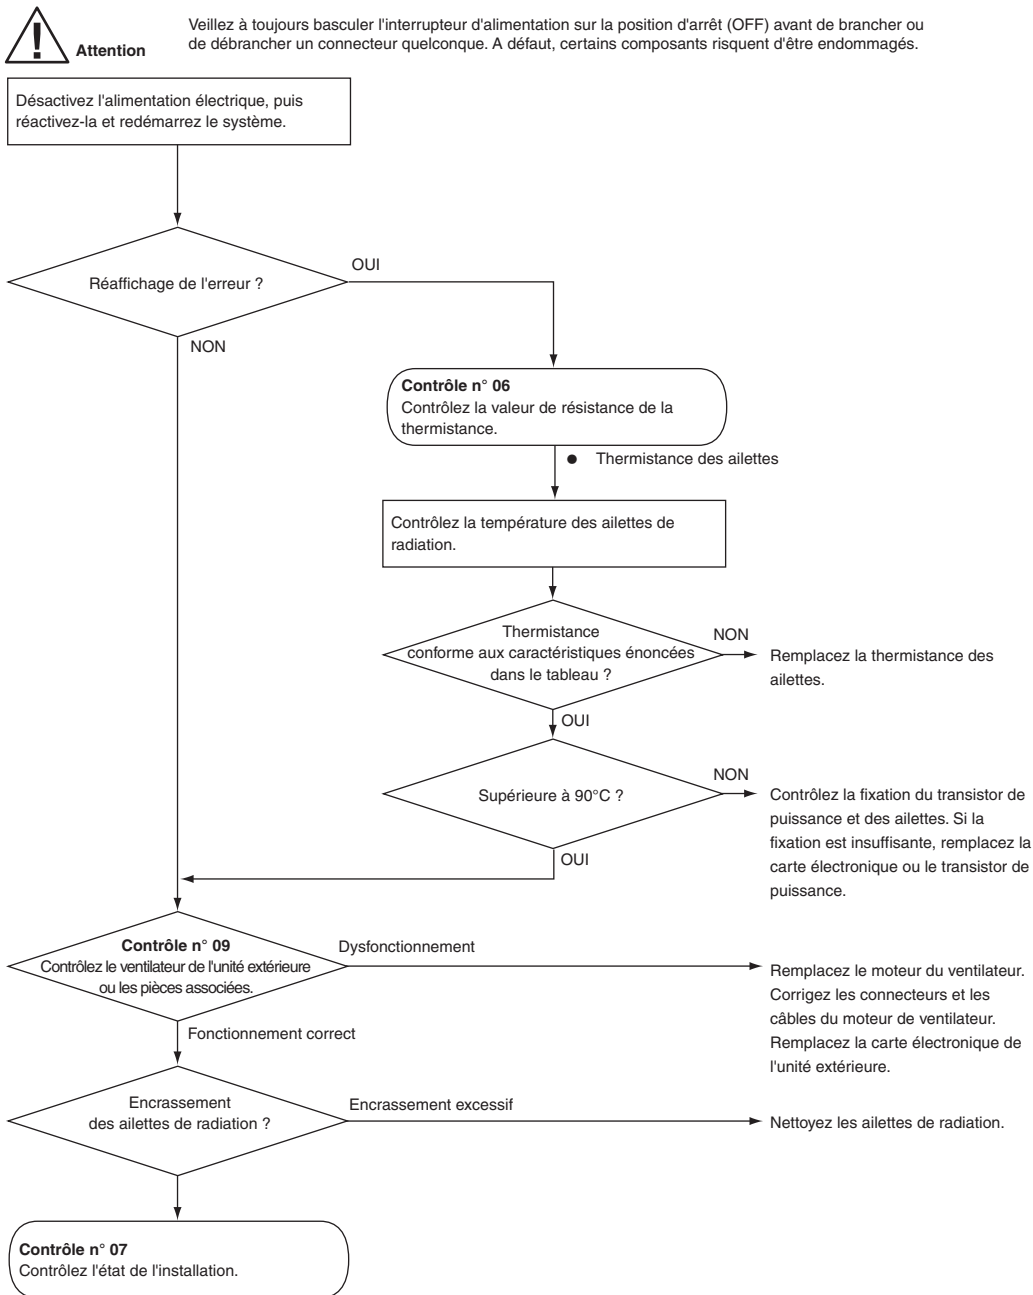 Attention
Veillez à toujours basculer l'interrupteur d'alimentation sur la position d'arrêt (OFF) avant de brancher ou
de débrancher un connecteur quelconque. A défaut, certains composants risquent d'être endommagés.
Désactivez l'alimentation électrique, puis
réactivez-la et redémarrez le système.
Réaffichage de l'erreur ?
OUI
NON
Contrôle n° 06
Contrôlez la valeur de résistance de la
thermistance.
● Thermistance des ailettes
Contrôlez la température des ailettes de
radiation.
Thermistance
conforme aux caractéristiques énoncées
dans le tableau ?
NON
Remplacez la thermistance des
ailettes.
OUI
Supérieure à 90°C ?
NON
Contrôlez la fixation du transistor de
puissance et des ailettes. Si la
fixation est insuffisante, remplacez la
carte électronique ou le transistor de
puissance.
OUI
Contrôle n° 09
Contrôlez le ventilateur de l'unité extérieure
ou les pièces associées.
Dysfonctionnement
Remplacez le moteur du ventilateur.
Corrigez les connecteurs et les
câbles du moteur de ventilateur.
Remplacez la carte électronique de
l'unité extérieure.
Fonctionnement correct
Encrassement
des ailettes de radiation ?
Encrassement excessif
Nettoyez les ailettes de radiation.
Contrôle n° 07
Contrôlez l'état de l'installation.